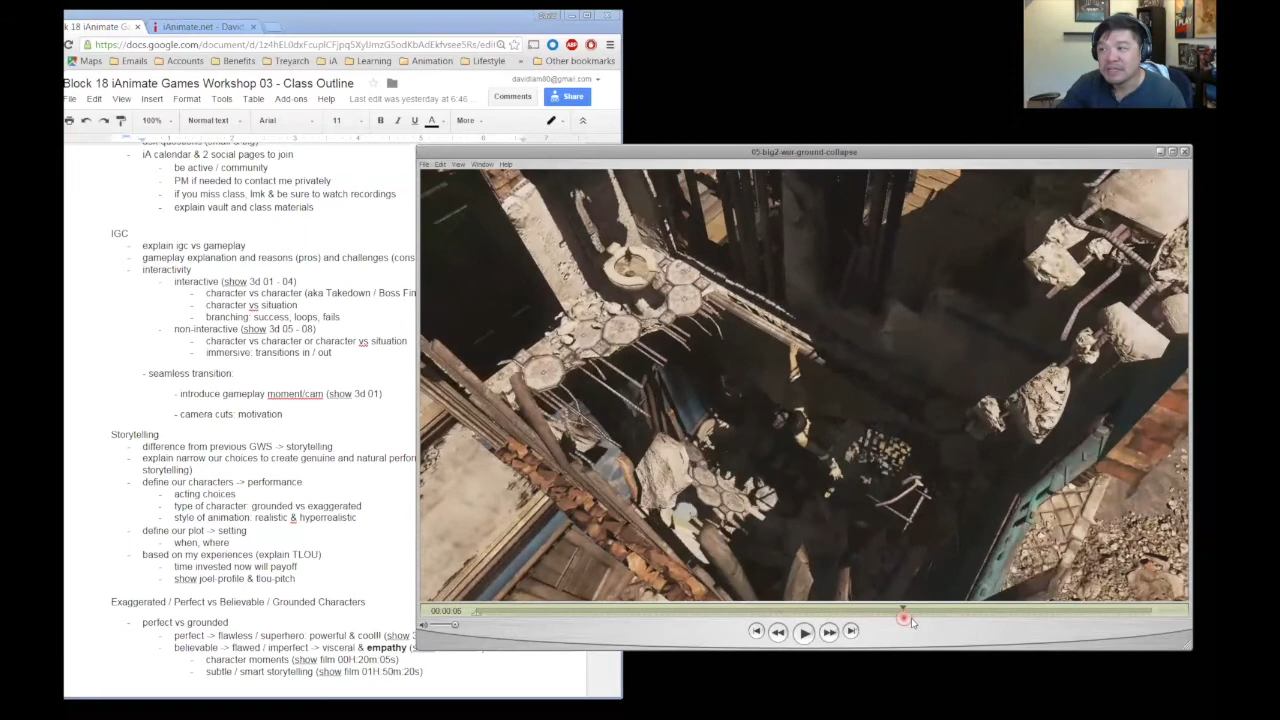 k 18 iAnimate Ga
iAnimate.net - David
https://docs.google.com/document/d/1z4hEL0dxFcupICFjpq5XyUmzG5odKbAdEkfvsee5Rs/edit
Maps
Emails
Accounts
Benefits
Treyarch
iA
Learning
Animation
Lifestyle
»
Other bookmarks
Block 18 iAnimate Games Workshop 03 - Class Outline
davidlam80@gmail.com
File Edit View Insert Format Tools Table Add-ons Help
Last edit was yesterday at 6:46...
Comments
Share
100%
Normal text
Arial
11
B I U A
More
- iA calendar & 2 social pages to join
- be active / community
- PM if needed to contact me privately
- if you miss class, lmk & be sure to watch recordings
- explain vault and class materials
IGC
- explain igc vs gameplay
- gameplay explanation and reasons (pros) and challenges (cons
- interactivity
- interactive (show 3d 01 - 04)
- character vs character (aka Takedown / Boss Fin
- character vs situation
- branching: success, loops, fails
- non-interactive (show 3d 05 - 08)
- character vs character or character vs situation
- immersive: transitions in / out
- seamless transition:
- introduce gameplay moment/cam (show 3d 01)
- camera cuts: motivation
Storytelling
- difference from previous GWS -> storytelling
- explain narrow our choices to create genuine and natural perfor
storytelling)
- define our characters -> performance
- acting choices
- type of character: grounded vs exaggerated
- style of animation: realistic & hyperrealistic
- define our plot -> setting
- when, where
- based on my experiences (explain TLOU)
- time invested now will payoff
- show joel-profile & tlou-pitch
Exaggerated / Perfect vs Believable / Grounded Characters
- perfect vs grounded
- perfect -> flawless / superhero: powerful & cool!! (show 3
- believable -> flawed / imperfect -> visceral & empathy (s
- character moments (show film 00H.20m:05s)
- subtle / smart storytelling (show film 01H.50m:20s)
05-big2-war-ground-collapse
File Edit View Window Help
00:00:06